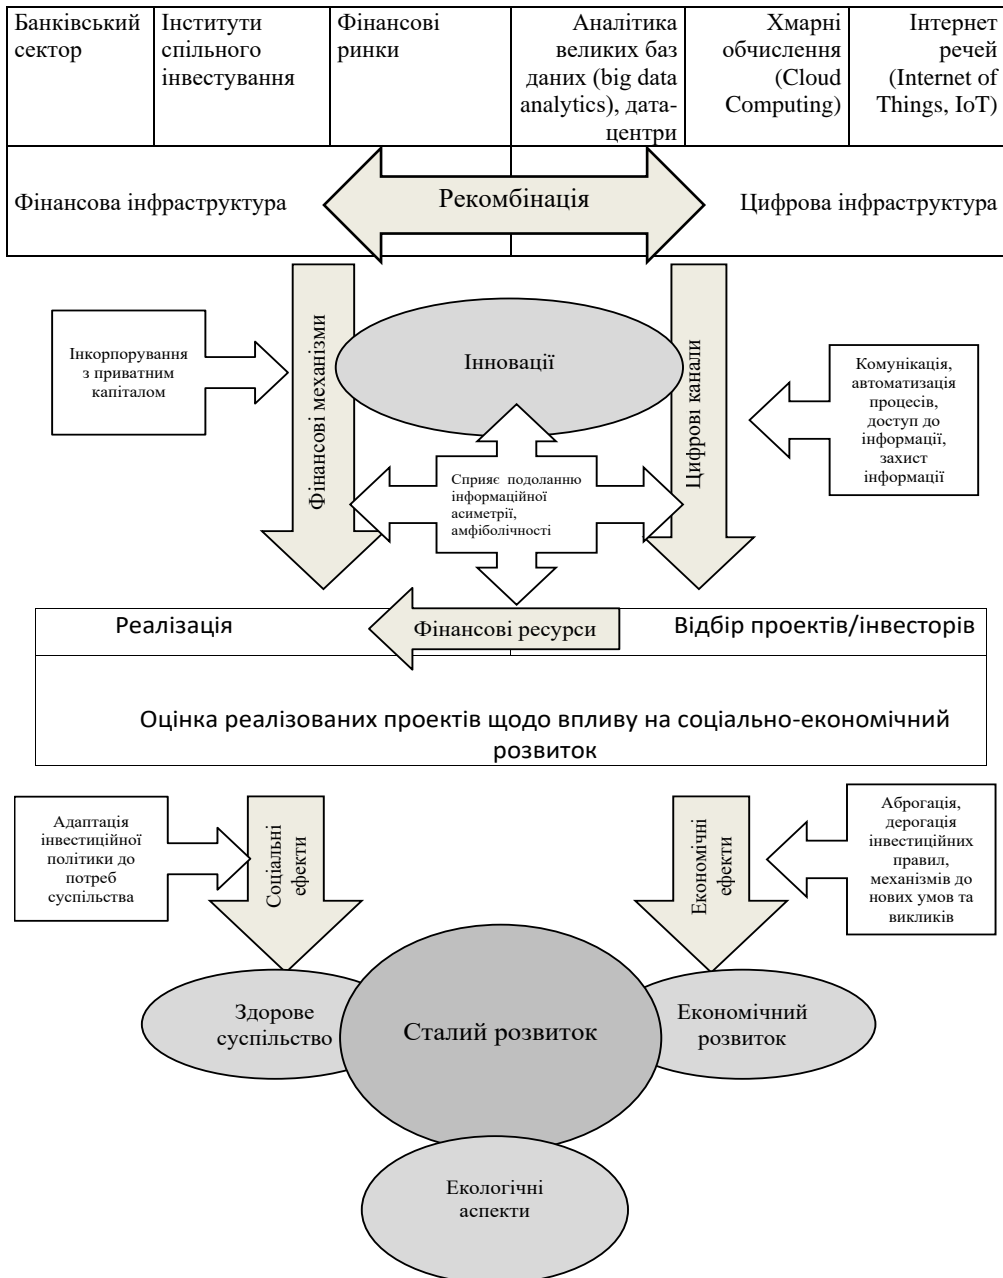 Банківський
сектор
Інститути
спільного
інвестування
Фінансові
ринки
Аналітика
великих баз
даних (big data
analytics), дата-
центри
Хмарні
обчислення
(Cloud
Computing)
Інтернет
речей
(Internet of
Things, IoT)
Фінансова інфраструктура
Рекомбінація
Цифрова інфраструктура
Інкорпорування
з приватним
капіталом
Фінансові механізми
Інновації
Цифрові канали
Комунікація,
автоматизація
процесів,
доступ до
інформації,
захист
інформації
Сприяє подоланню
інформаційної
асиметрії,
амфіболічності
Реалізація
Фінансові ресурси
Відбір проектів/інвесторів
Оцінка реалізованих проектів щодо впливу на соціально-економічний
розвиток
Адаптація
інвестиційної
політики до
потреб
суспільства
Соціальні
ефекти
Економічні
ефекти
Аброгація,
дерогація
інвестиційних
правил,
механізмів до
нових умов та
викликів
Здорове
суспільство
Сталий розвиток
Економічний
розвиток
Екологічні
аспекти